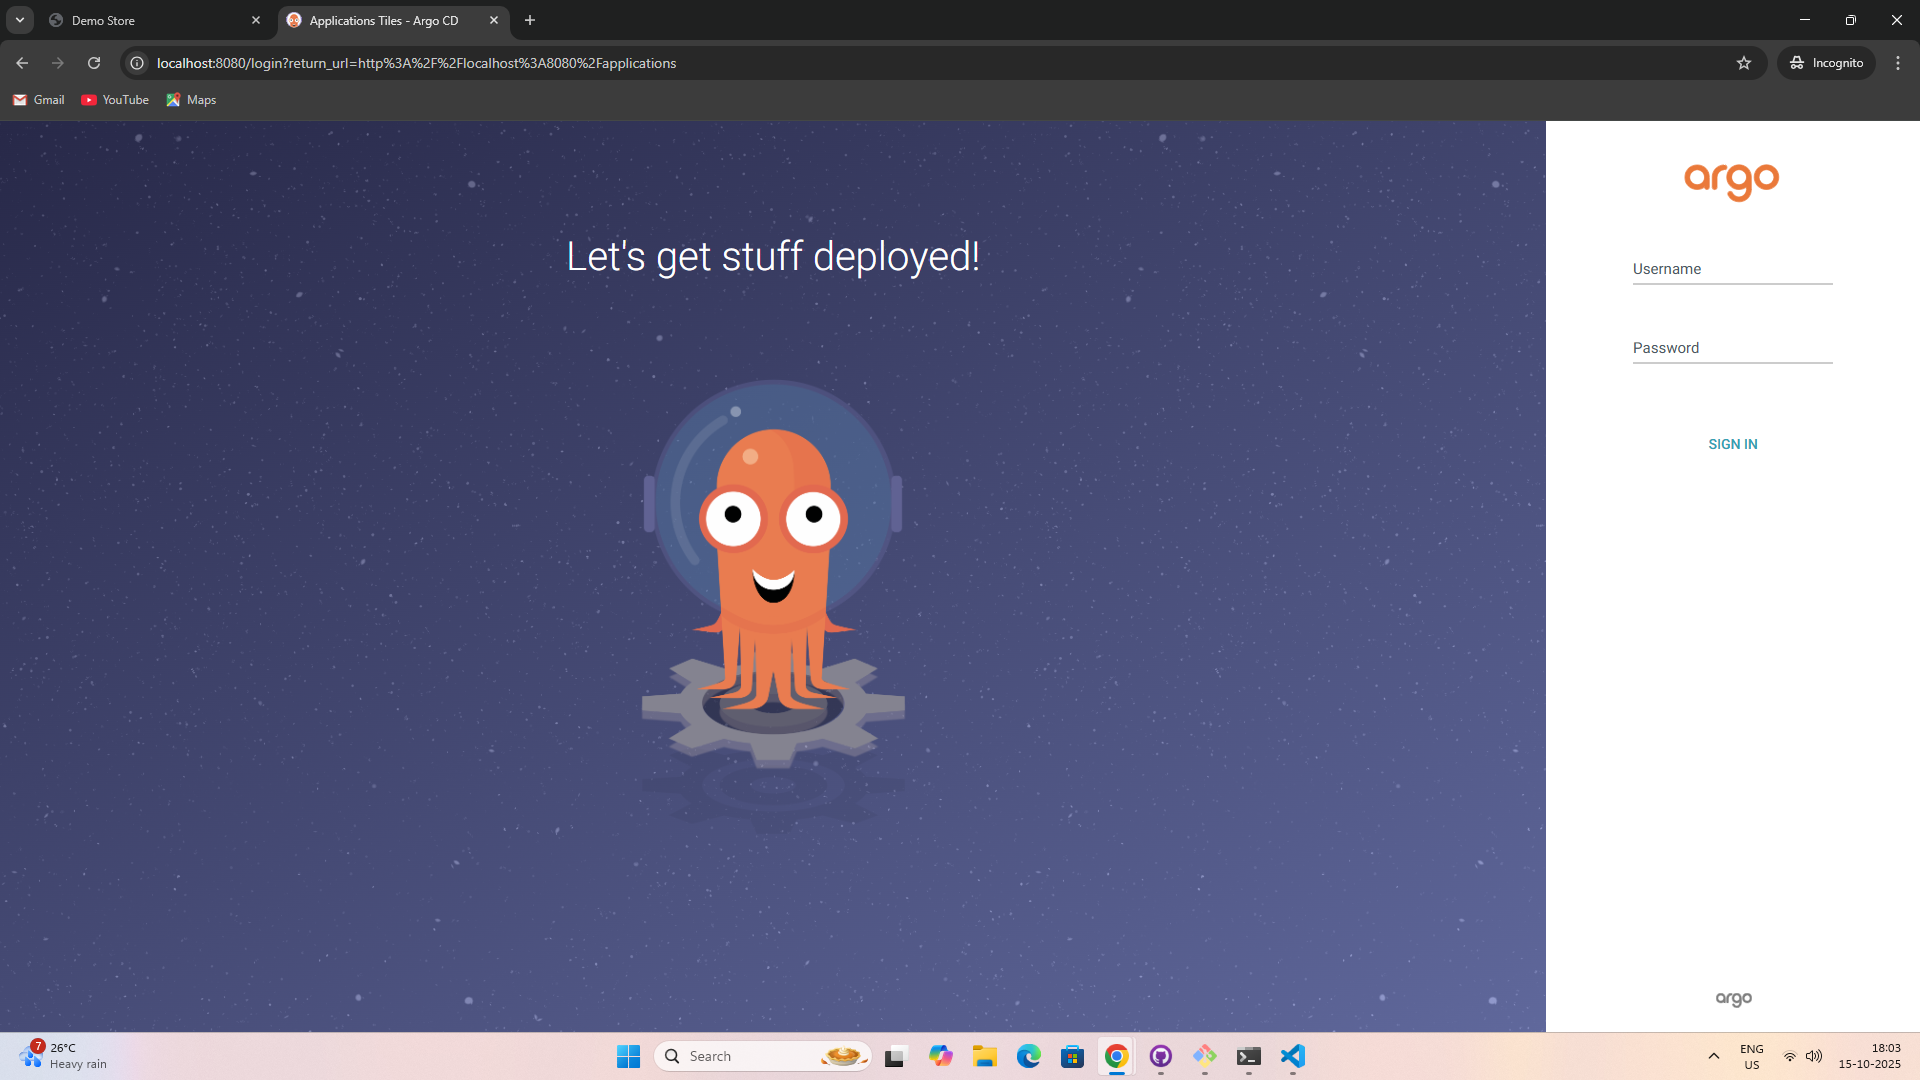 Demo Store
Applications Tiles - Argo CD
localhost:8080/login?return_url=http%3A%2F%2Flocalhost%3A8080%2Fapplications
Incognito
Gmail
YouTube
Maps
Let's get stuff deployed!
argo
Username
Password
SIGN IN
argo
7
26°C
Heavy rain
Search
ENG
US
18:03
15-10-2025